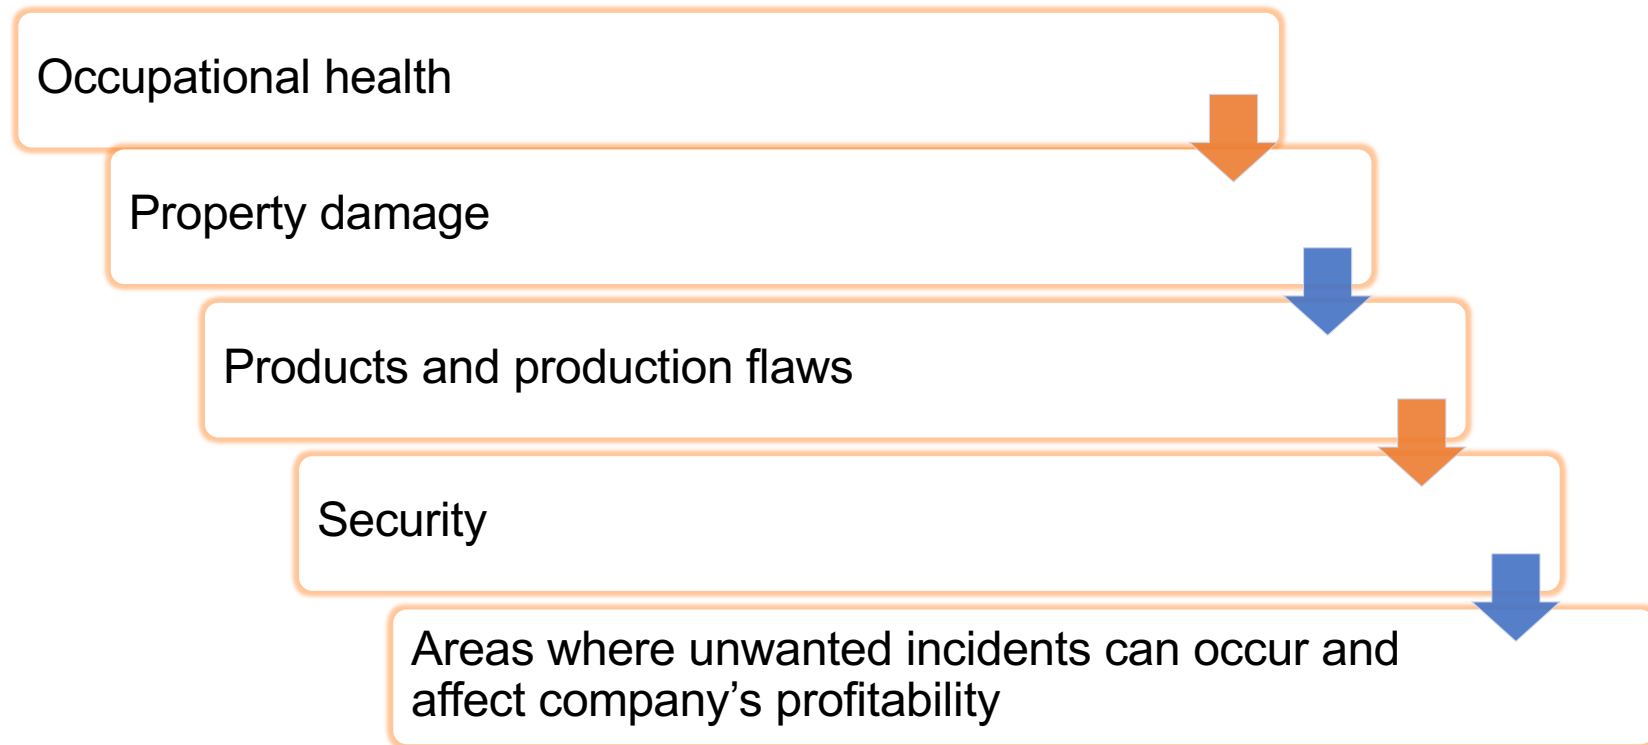 Occupational health
Property damage
Products and production flaws
Security
Areas where unwanted incidents can occur and
affect company’s profitability